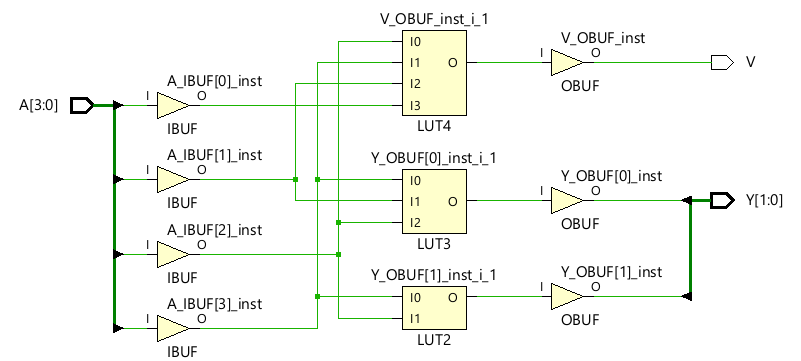 V_OBUF_inst_i_1
I0
I1
I2
I3
O
LUT4
V_OBUF_inst
I
O
OBUF
V
A[3:0]
A_IBUF[0]_inst
I
O
IBUF
A_IBUF[1]_inst
I
O
IBUF
Y_OBUF[0]_inst_i_1
I0
I1
I2
O
LUT3
Y_OBUF[0]_inst
I
O
OBUF
Y[1:0]
A_IBUF[2]_inst
I
O
IBUF
Y_OBUF[1]_inst_i_1
I0
I1
O
LUT2
Y_OBUF[1]_inst
I
O
OBUF
A_IBUF[3]_inst
I
O
IBUF